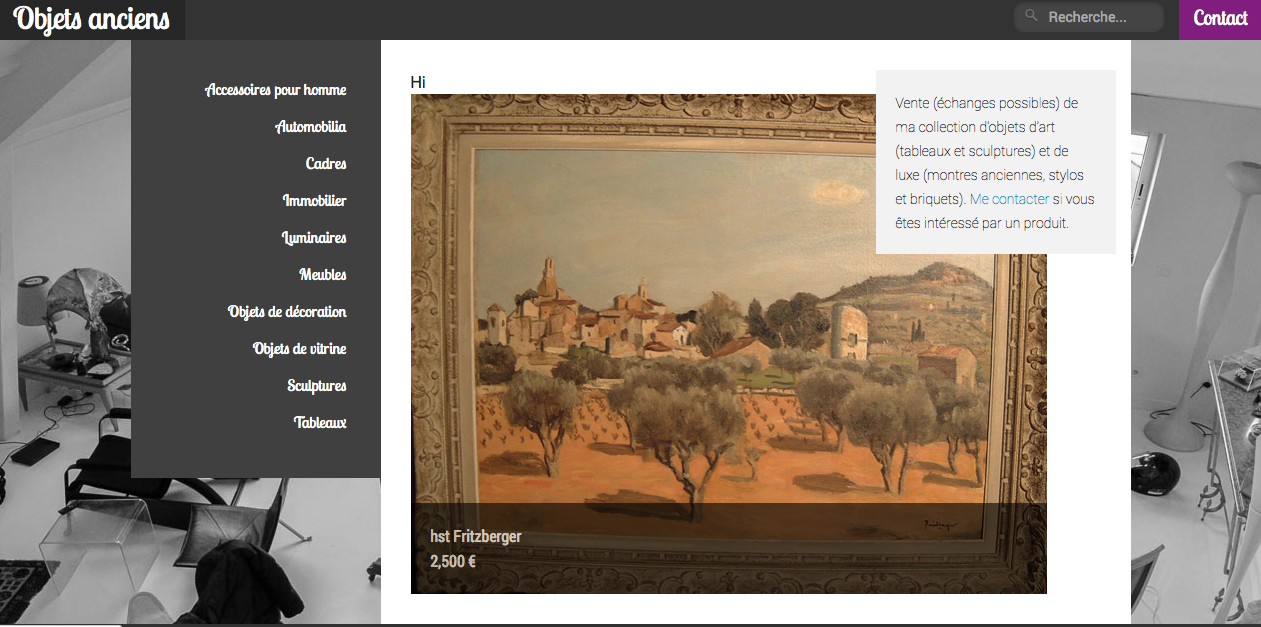 Objets anciens
Recherche...
Contact
Accessoires pour homme
Automobilia
Cadres
Immobilier
Luminaires
Meubles
Objets de décoration
Objets de vitrine
Sculptures
Tableaux
Hi
Vente (échanges possibles) de
ma collection d'objets d'art
(tableaux et sculptures) et de
luxe (montres anciennes, stylos
et briquets). Me contacter si vous
êtes intéressé par un produit.
hst Fritzberger
2,500 €